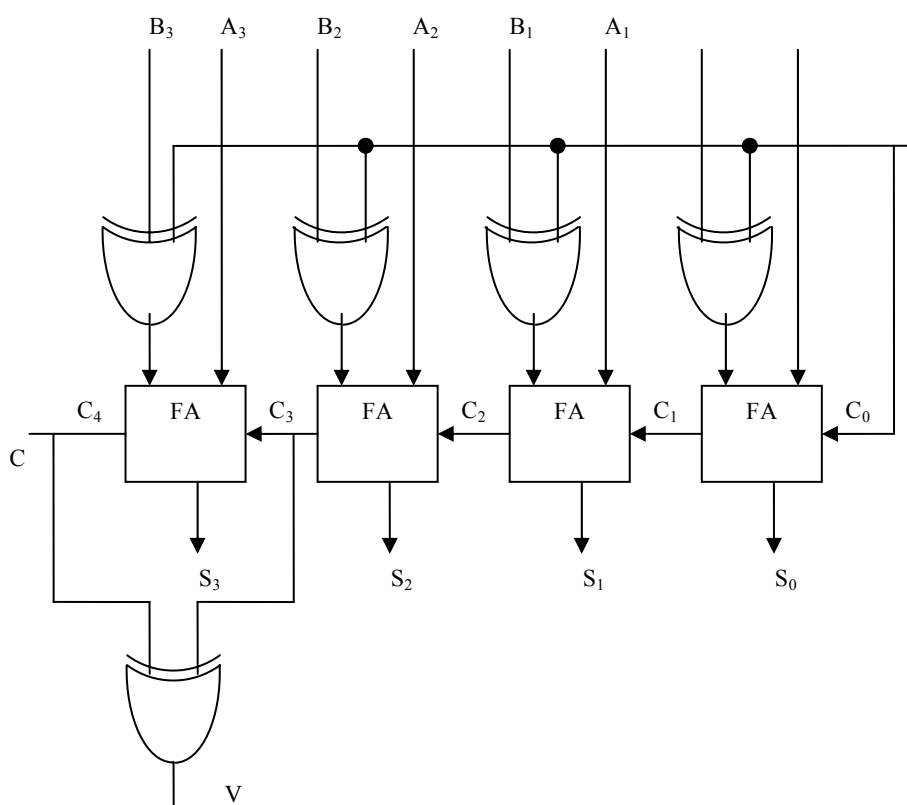 B₃ A₃ B₂ A₂ B₁ A₁
C₄ FA C₃ FA C₂ FA C₁ FA C₀
C
S₃ S₂ S₁ S₀
V